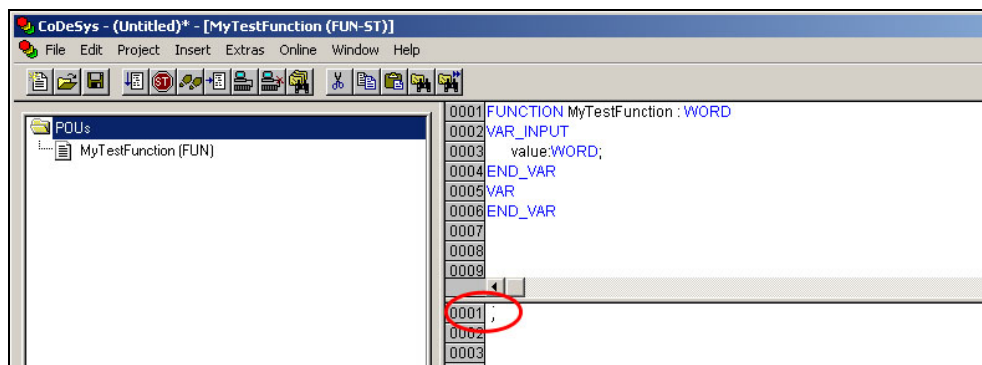 CoDeSys - (Untitled)* - [MyTestFunction (FUN-ST)]
File Edit Project Insert Extras Online Window Help
POUs
MyTestFunction (FUN)
0001 FUNCTION MyTestFunction : WORD
0002 VAR_INPUT
0003 value:WORD;
0004 END_VAR
0005 VAR
0006 END_VAR
0007
0008
0009
0001 ;
0002
0003